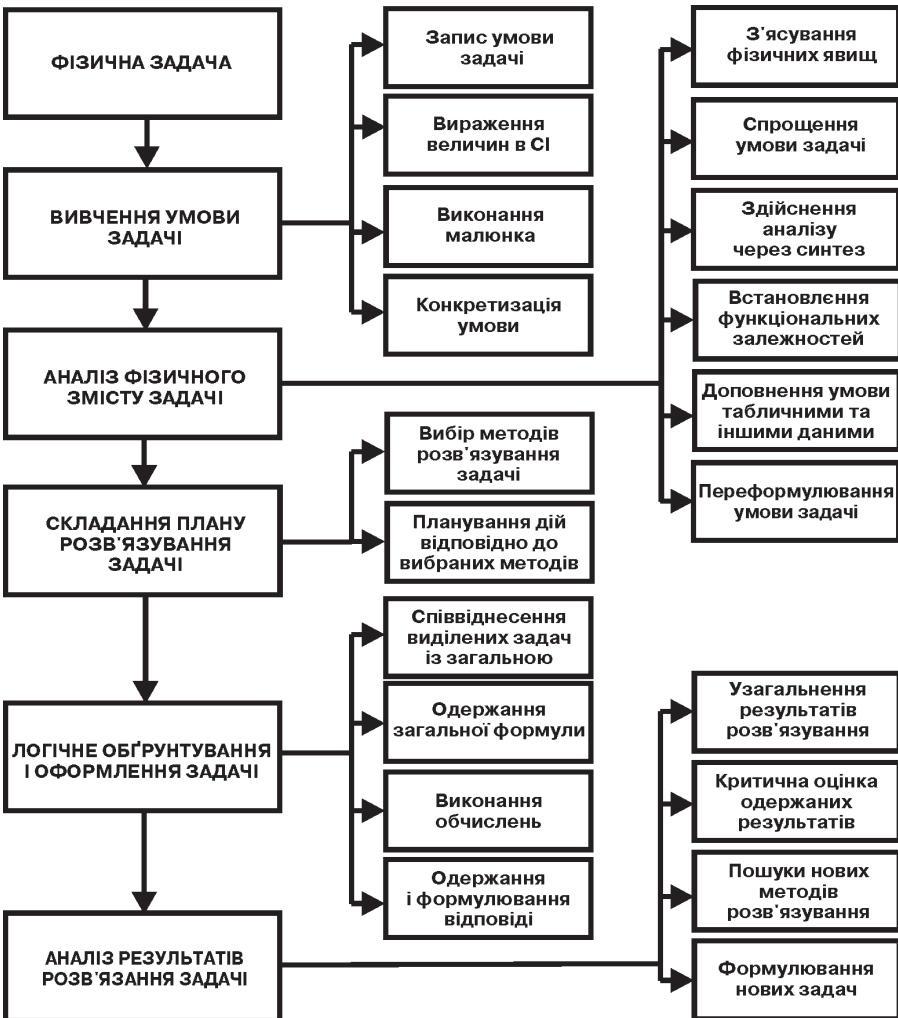 ФІЗИЧНА ЗАДАЧА
ВИВЧЕННЯ УМОВИ
ЗАДАЧІ
Запис умови
задачі
Вираження
величин в СІ
Виконання
малюнка
Конкретизація
умови
АНАЛІЗ ФІЗИЧНОГО
ЗМІСТУ ЗАДАЧІ
З'ясування
фізичних явищ
Спрощення
умови задачі
Здійснення
аналізу
через синтез
Встановлєння
функціональних
залежностей
Доповнення умови
табличними та
іншими даними
Переформулювання
умови задачі
СКЛАДАННЯ ПЛАНУ
РОЗВ'ЯЗУВАННЯ
ЗАДАЧІ
Вибір методів
розв'язування
задачі
Планування дій
відповідно до
вибраних методів
ЛОГІЧНЕ ОБҐРУНТУВАННЯ
І ОФОРМЛЕННЯ ЗАДАЧІ
Співвіднесення
виділених задач
із загальною
Одержання
загальної формули
Виконання
обчислень
Одержання
і формулювання
відповіді
АНАЛІЗ РЕЗУЛЬТАТІВ
РОЗВ'ЯЗАННЯ ЗАДАЧІ
Узагальнення
результатів
розв'язування
Критична оцінка
одержаних
результатів
Пошуки нових
методів
розв'язування
Формулювання
нових задач